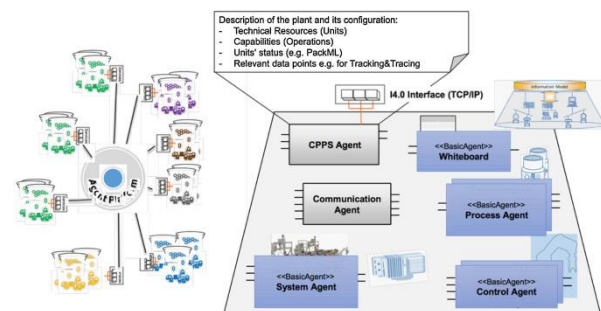 Description of the plant and its configuration:
- Technical Resources (Units)
- Capabilities (Operations)
- Units' status (e.g. PackML)
- Relevant data points e.g. for Tracking&Tracing
I4.0 Interface (TCP/IP)
Information Model
CPPS Agent
<<BasicAgent>>
Whiteboard
Communication
Agent
<<BasicAgent>>
Process Agent
<<BasicAgent>>
System Agent
<<BasicAgent>>
Control Agent